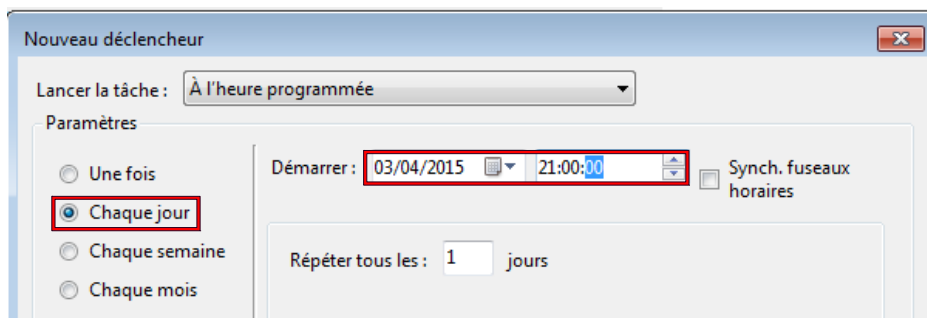 Nouveau déclencheur
Lancer la tâche : À l'heure programmée
Paramètres
Une fois
Chaque jour
Chaque semaine
Chaque mois
Démarrer : 03/04/2015 21:00:00
Synch. fuseaux
horaires
Répéter tous les : 1 jours